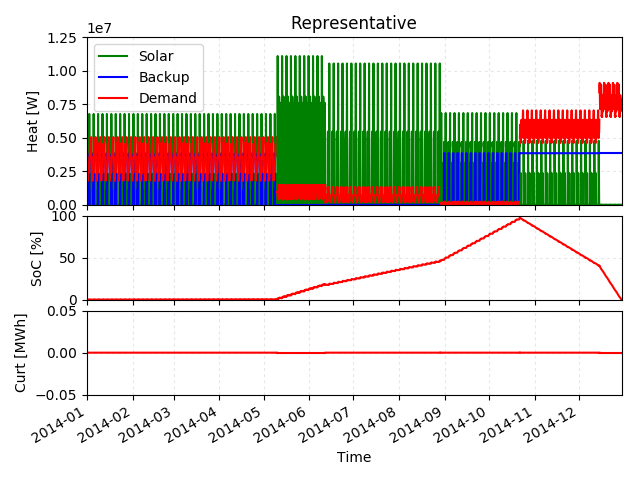 Representative
1e7
1.25
1.00
0.75
0.50
0.25
0.00
Heat [W]
Solar
Backup
Demand
100
50
0
SoC [%]
0.05
0.00
−0.05
Curt [MWh]
2014-01
2014-02
2014-03
2014-04
2014-05
2014-06
2014-07
2014-08
2014-09
2014-10
2014-11
2014-12
Time